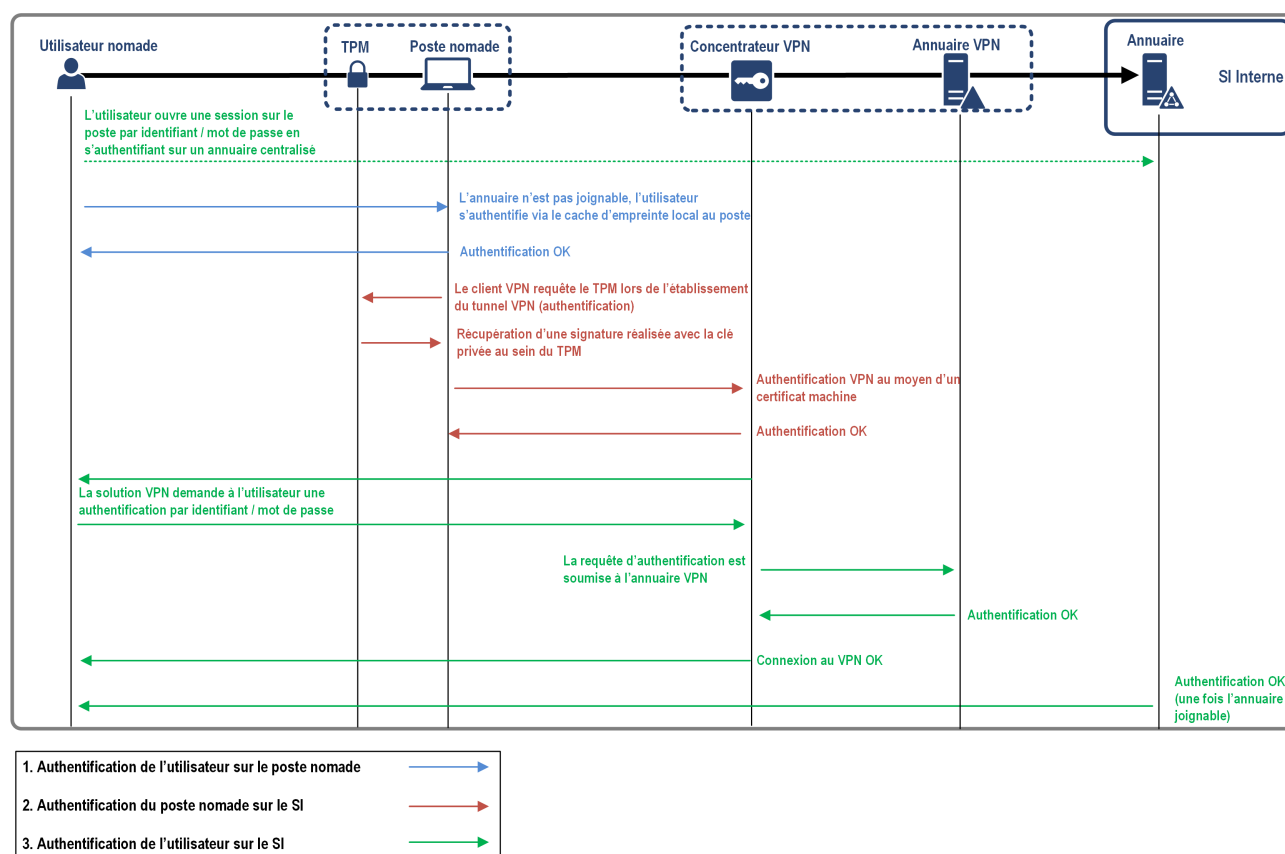 Utilisateur nomade
TPM
Poste nomade
Concentrateur VPN
Annuaire VPN
Annuaire
SI Interne
L'utilisateur ouvre une session sur le
poste par identifiant / mot de passe en
s'authentifiant sur un annuaire centralisé
L'annuaire n'est pas joignable, l'utilisateur
s'authentifie via le cache d'empreinte local au poste
Authentification OK
Le client VPN requête le TPM lors de l'établissement
du tunnel VPN (authentification)
Récupération d'une signature réalisée avec la clé
privée au sein du TPM
Authentification VPN au moyen d'un
certificat machine
Authentification OK
La solution VPN demande à l'utilisateur une
authentification par identifiant / mot de passe
La requête d'authentification est
soumise à l'annuaire VPN
Authentification OK
Connexion au VPN OK
Authentification OK
(une fois l'annuaire
joignable)
1. Authentification de l'utilisateur sur le poste nomade
2. Authentification du poste nomade sur le SI
3. Authentification de l'utilisateur sur le SI